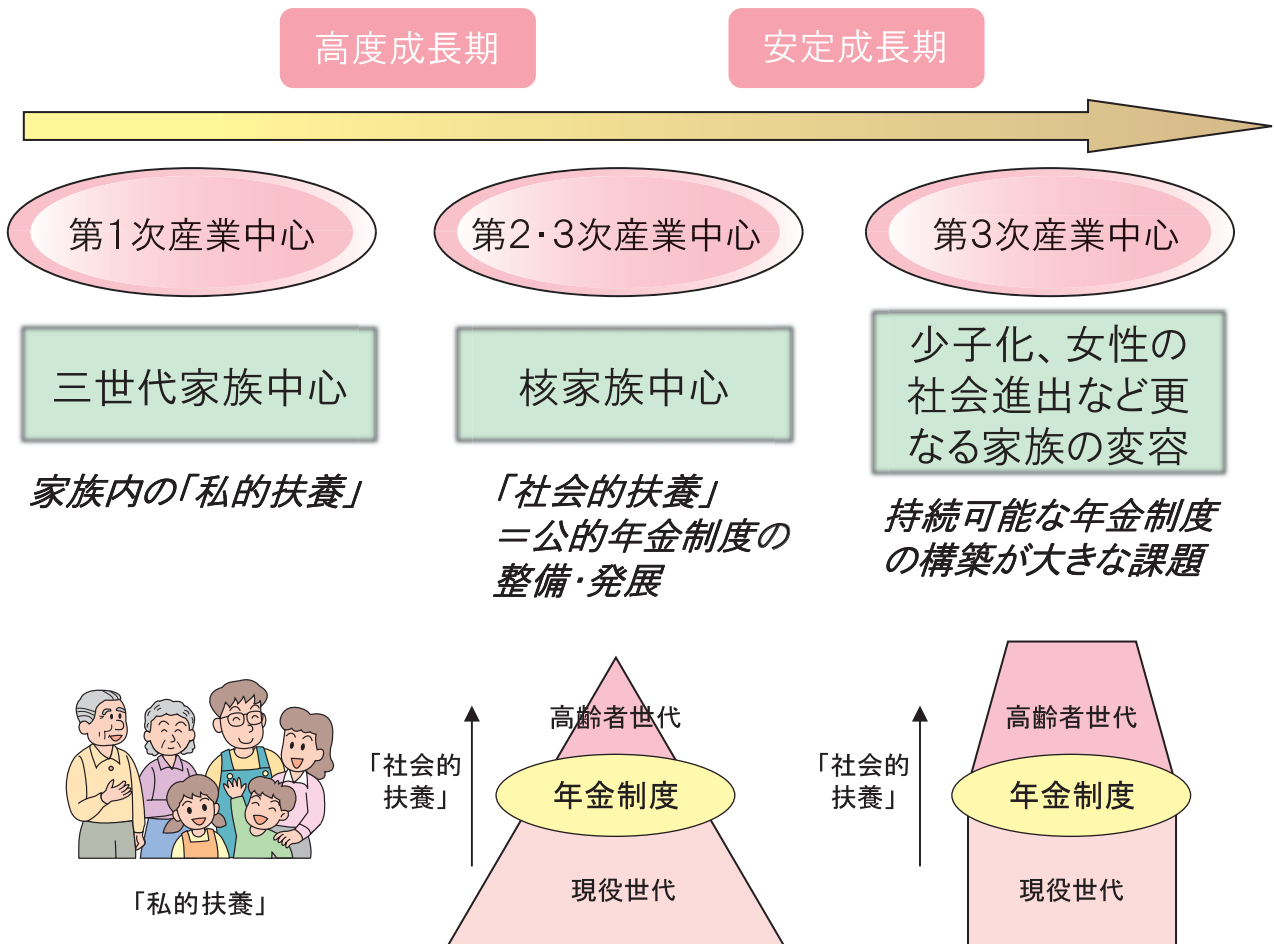 高度成長期
安定成長期
第1次産業中心
第2・3次産業中心
第3次産業中心
三世代家族中心
核家族中心
少子化、女性の
社会進出など更
なる家族の変容
家族内の「私的扶養」
「社会的扶養」
＝公的年金制度の
整備・発展
持続可能な年金制度
の構築が大きな課題
「私的扶養」
「社会的
扶養」
高齢者世代
年金制度
現役世代
「社会的
扶養」
高齢者世代
年金制度
現役世代